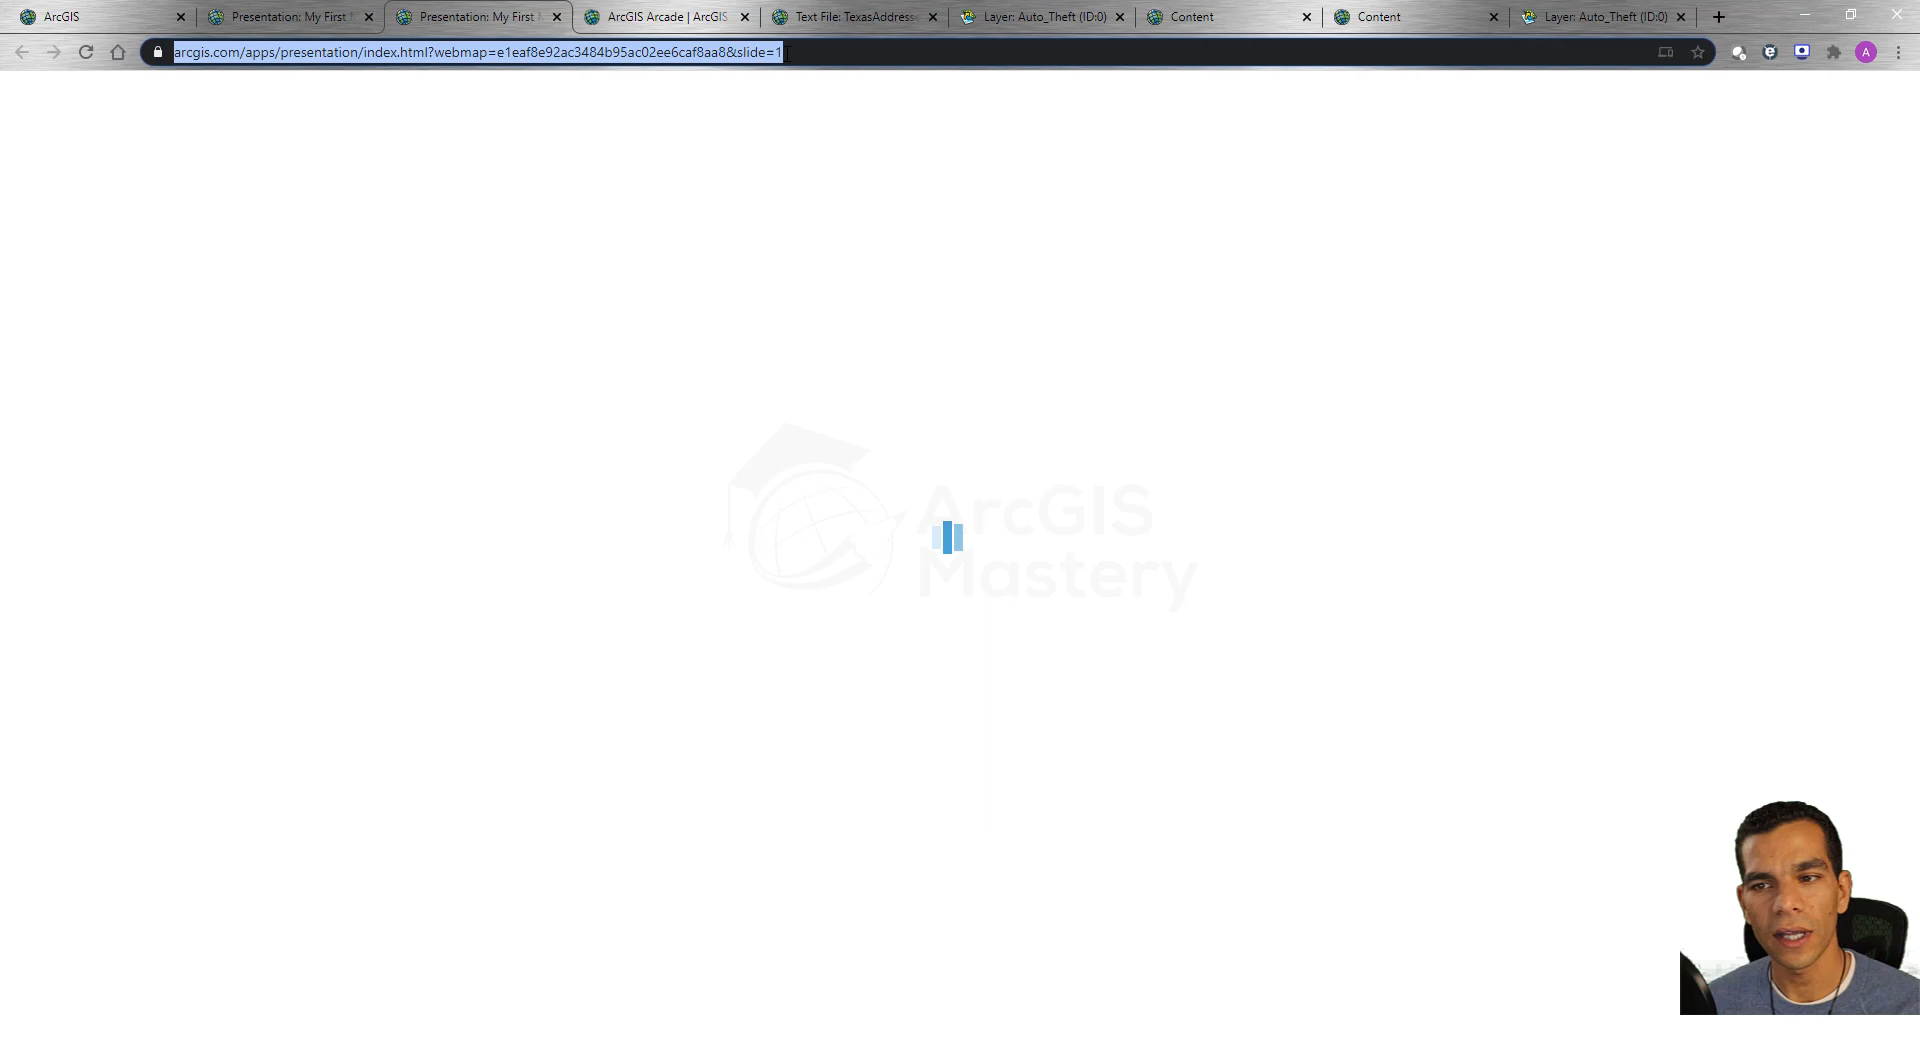 ArcGIS
Presentation: My First
Presentation: My First
ArcGIS Arcade | ArcGIS
Text File: TexasAddress
Layer: Auto_Theft (ID:0)
Content
Content
Layer: Auto_Theft (ID:0)
arcgis.com/apps/presentation/index.html?webmap=e1eaf8e92ac3484b95ac02ee6caf8aa8&slide=1
A
ArcGIS
Mastery